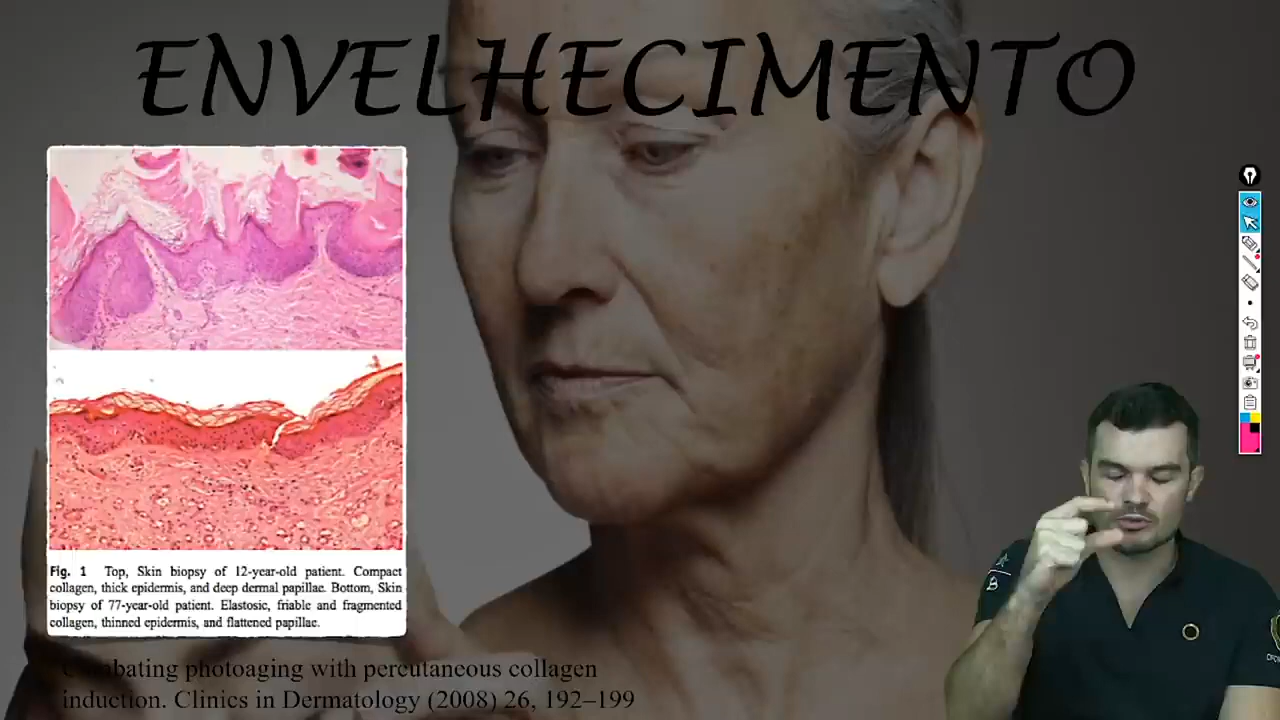 ENVELHECIMENTO
Fig. 1 Top, Skin biopsy of 12-year-old patient. Compact
collagen, thick epidermis, and deep dermal papillae. Bottom, Skin
biopsy of 77-year-old patient. Elastosic, friable and fragmented
collagen, thinned epidermis, and flattened papillae.
Combating photoaging with percutaneous collagen
induction. Clinics in Dermatology (2008) 26, 192–199